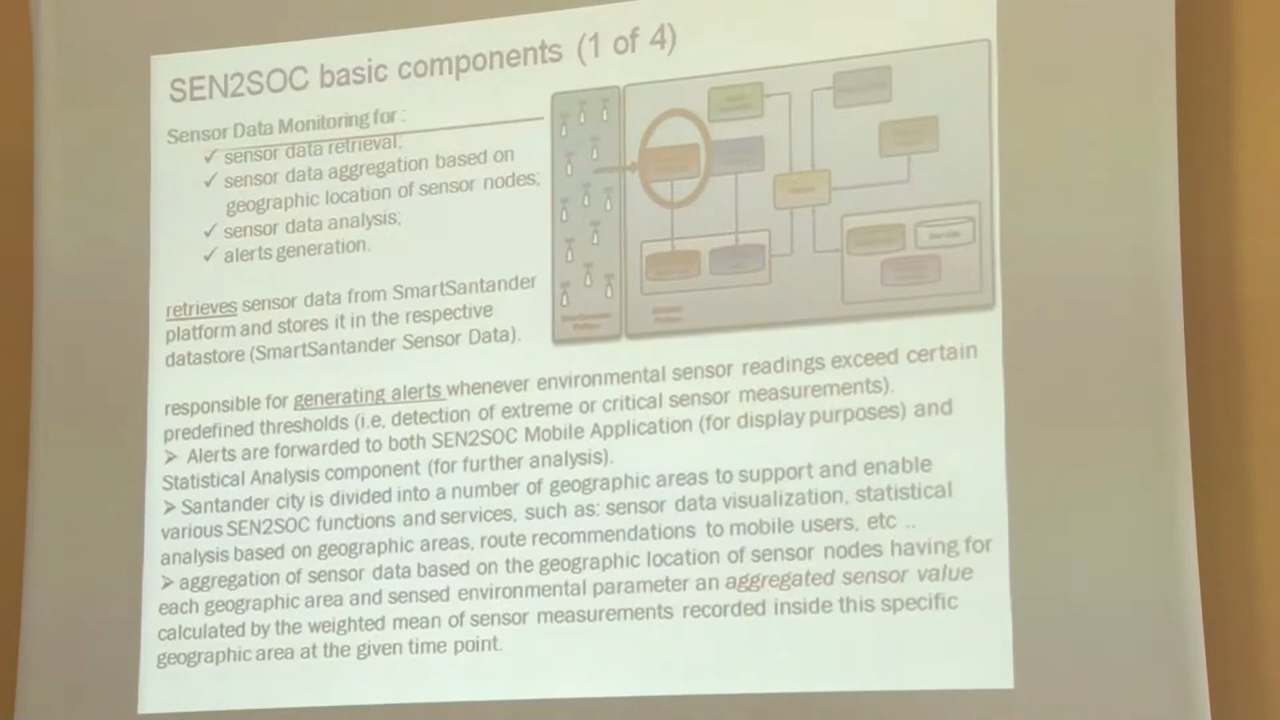 SEN2SOC basic components (1 of 4)
Sensor Data Monitoring for :
✓ sensor data retrieval;
✓ sensor data aggregation based on
geographic location of sensor nodes;
✓ sensor data analysis;
✓ alerts generation.
retrieves sensor data from SmartSantander
platform and stores it in the respective
datastore (SmartSantander Sensor Data).
responsible for generating alerts whenever environmental sensor readings exceed certain
predefined thresholds (i.e. detection of extreme or critical sensor measurements).
➢ Alerts are forwarded to both SEN2SOC Mobile Application (for display purposes) and
Statistical Analysis component (for further analysis).
➢ Santander city is divided into a number of geographic areas to support and enable
various SEN2SOC functions and services, such as: sensor data visualization, statistical
analysis based on geographic areas, route recommendations to mobile users, etc ..
➢ aggregation of sensor data based on the geographic location of sensor nodes having for
each geographic area and sensed environmental parameter an aggregated sensor value
calculated by the weighted mean of sensor measurements recorded inside this specific
geographic area at the given time point.